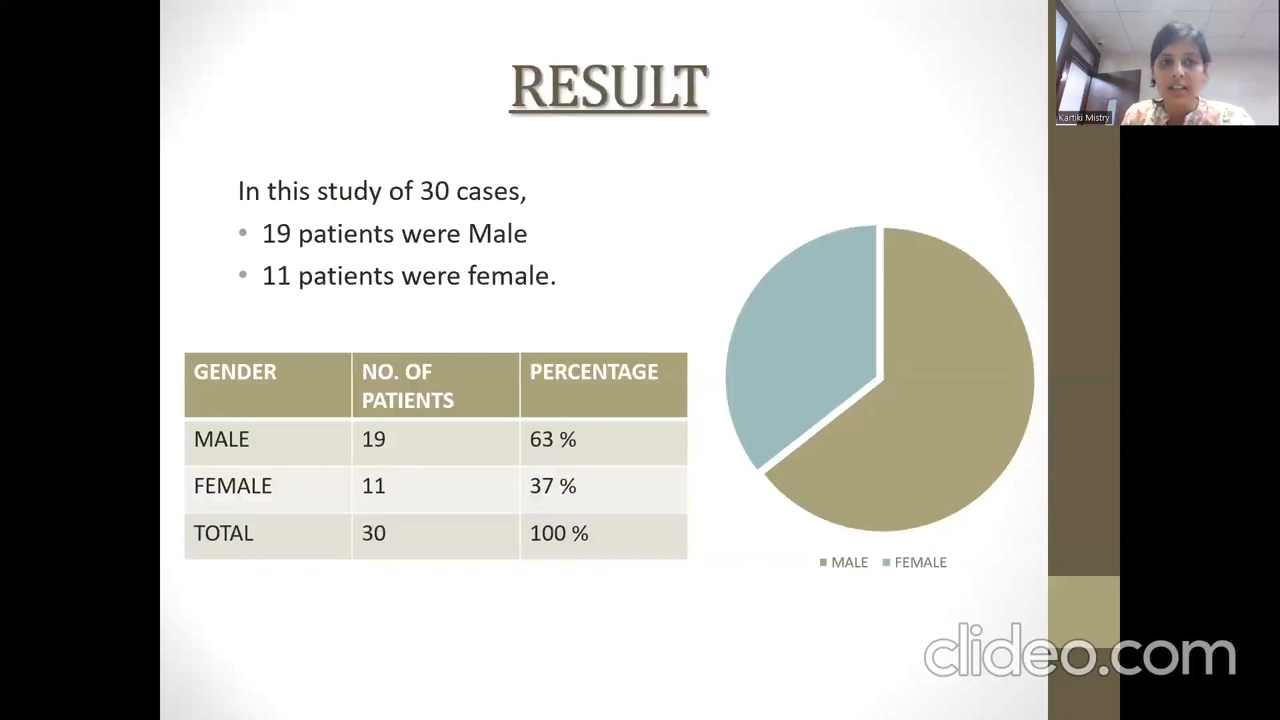 RESULT
In this study of 30 cases,
• 19 patients were Male
• 11 patients were female.
GENDER NO. OF PATIENTS PERCENTAGE
MALE 19 63 %
FEMALE 11 37 %
TOTAL 30 100 %
MALE FEMALE
Kartiki Mistry
clideo.com